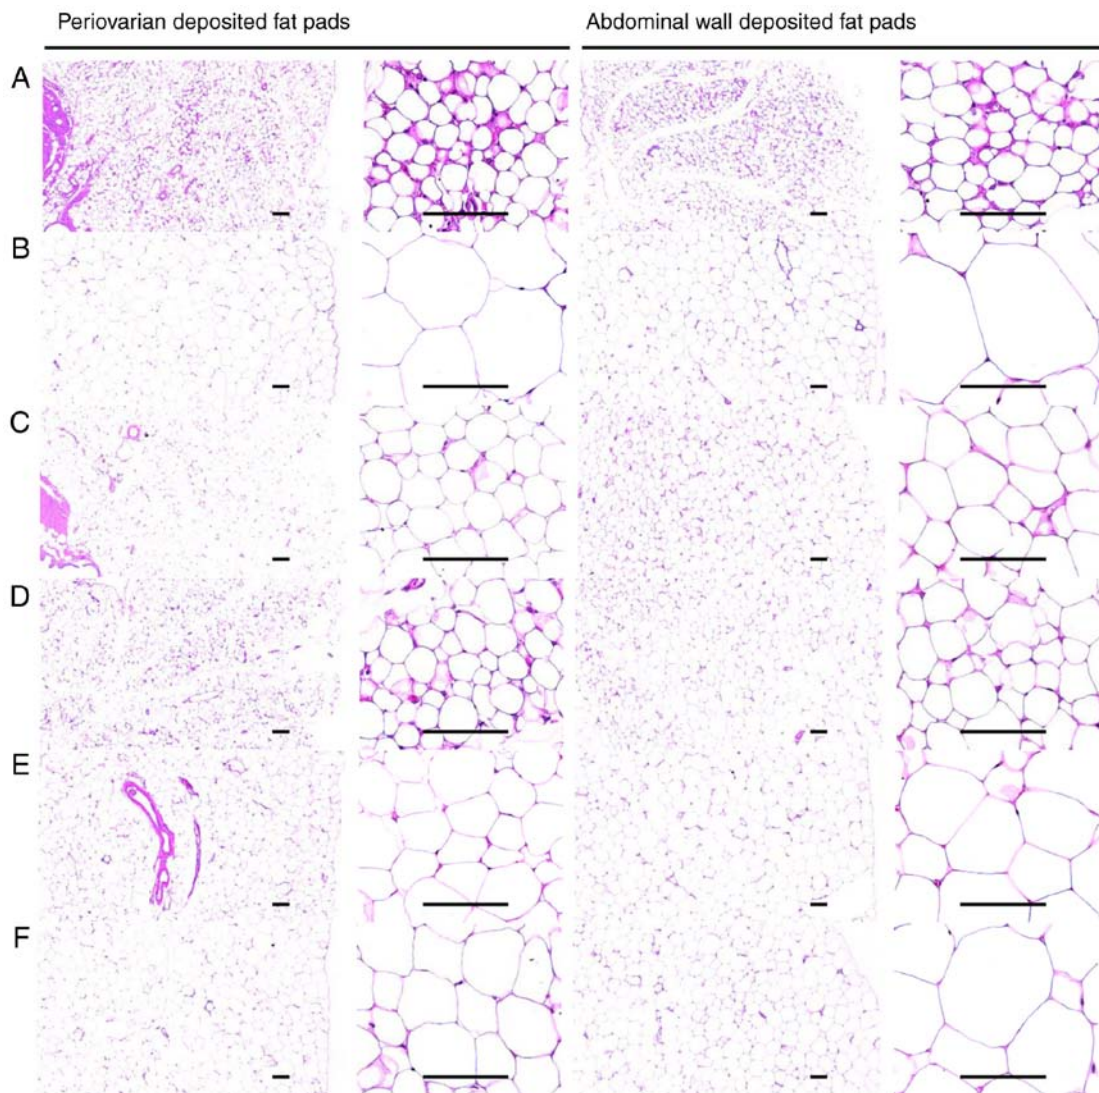 Periovarian deposited fat pads
Abdominal wall deposited fat pads
A
B
C
D
E
F